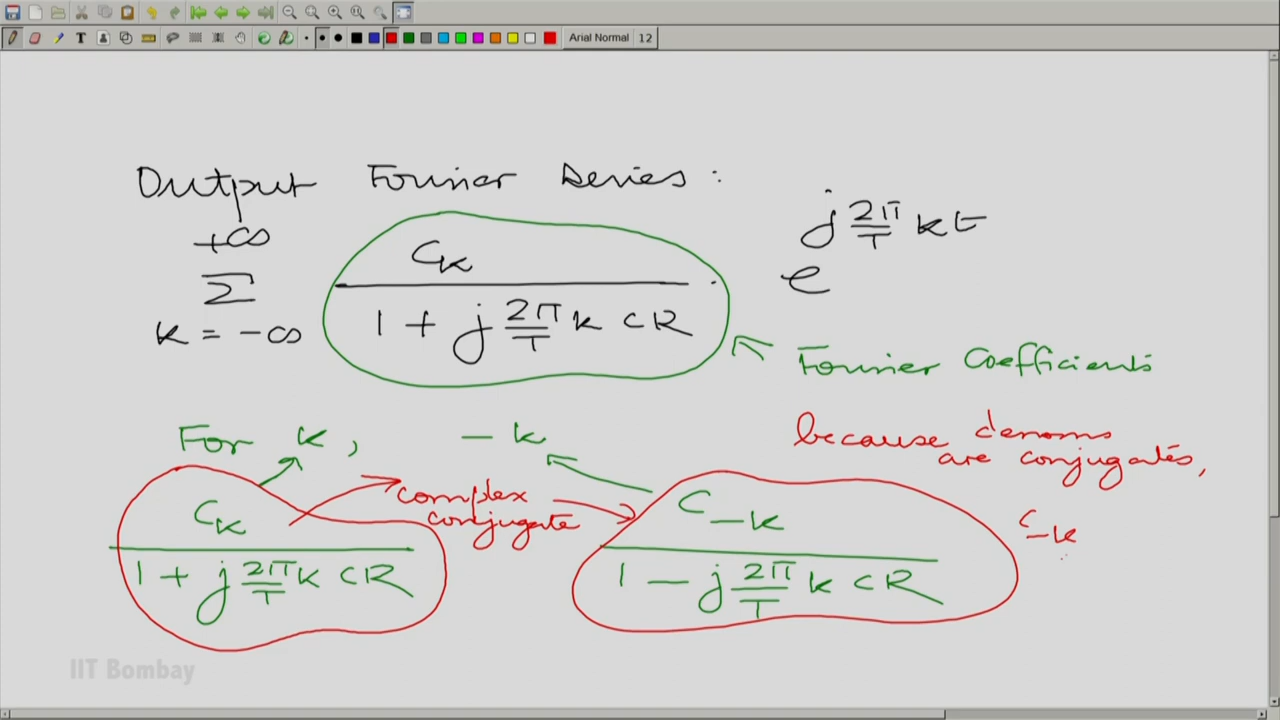 Arial Normal 12
Output Fourier Series :
+∞
Σ
k = -∞
C_k
1 + j 2π/T k CR
.
e^{j 2π/T kt}
Fourier Coefficients
For k, - k
because denoms
are conjugates,
complex
conjugate
C_k
1 + j 2π/T k CR
C_{-k}
1 - j 2π/T k CR
C_{-k}
IIT Bombay